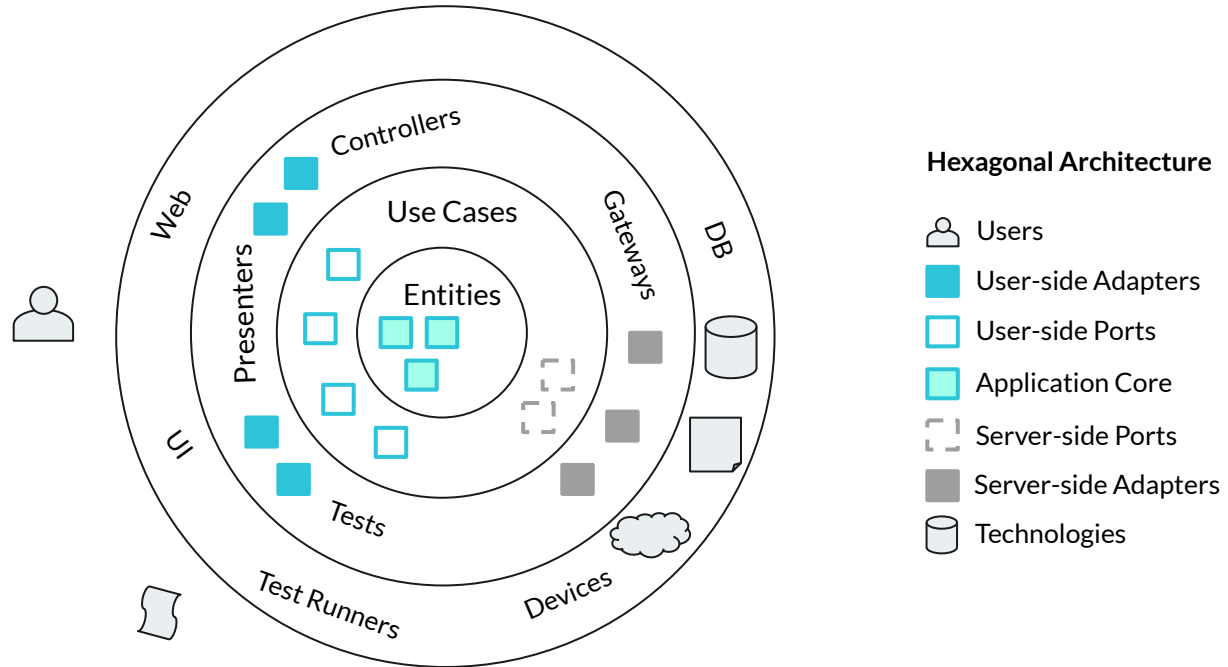 Controllers
Web
Use Cases
Gateways
DB
Presenters
Entities
UI
Tests
Test Runners
Devices
Hexagonal Architecture
Users
User-side Adapters
User-side Ports
Application Core
Server-side Ports
Server-side Adapters
Technologies